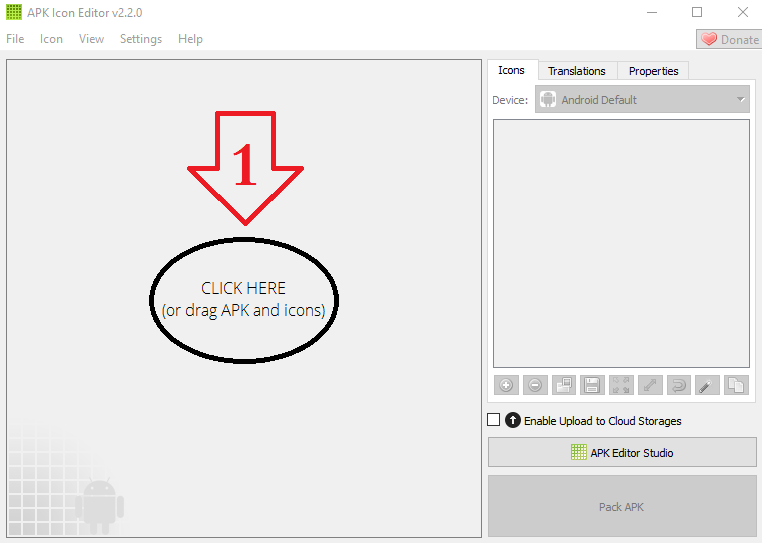 APK Icon Editor v2.2.0
File Icon View Settings Help
Donate
1
CLICK HERE
(or drag APK and icons)
Icons Translations Properties
Device: Android Default
Enable Upload to Cloud Storages
APK Editor Studio
Pack APK